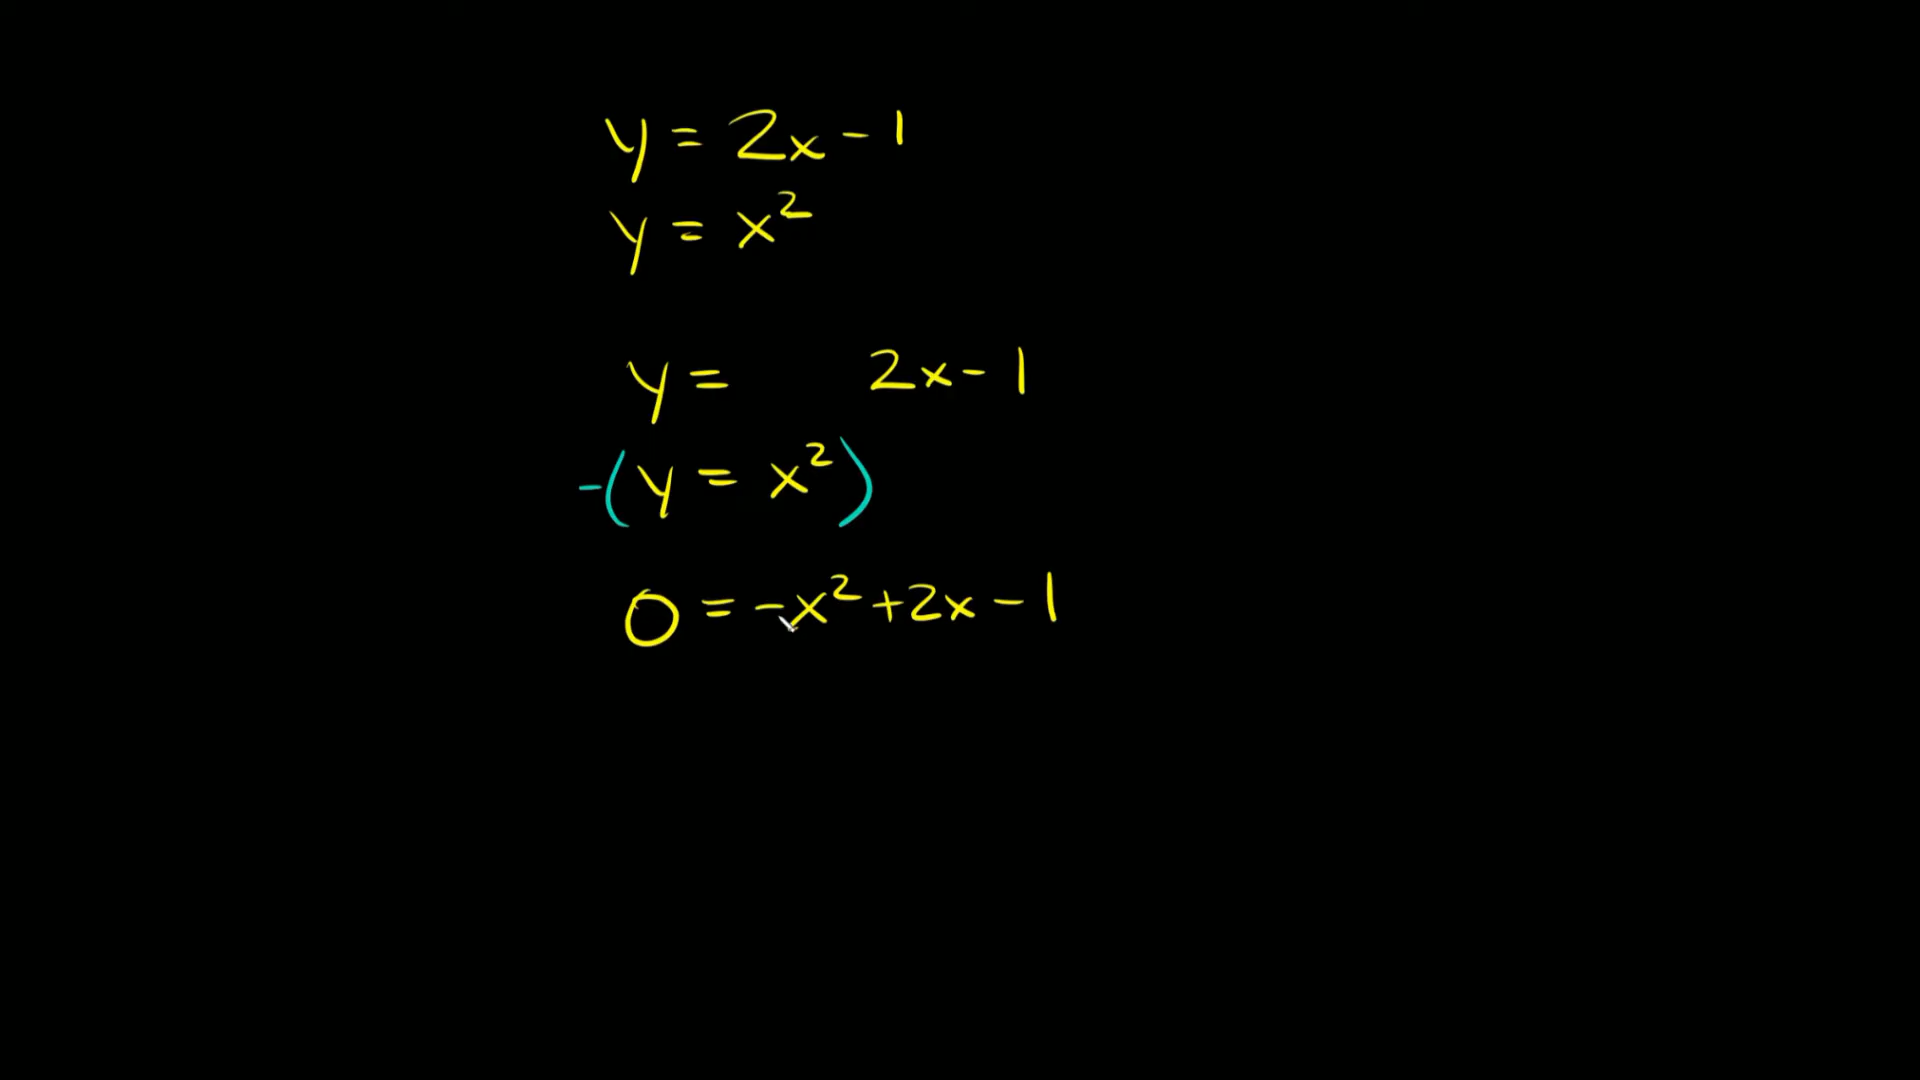 y = 2x - 1
y = x²
y = 2x - 1
-(y = x²)
0 = -x² + 2x - 1